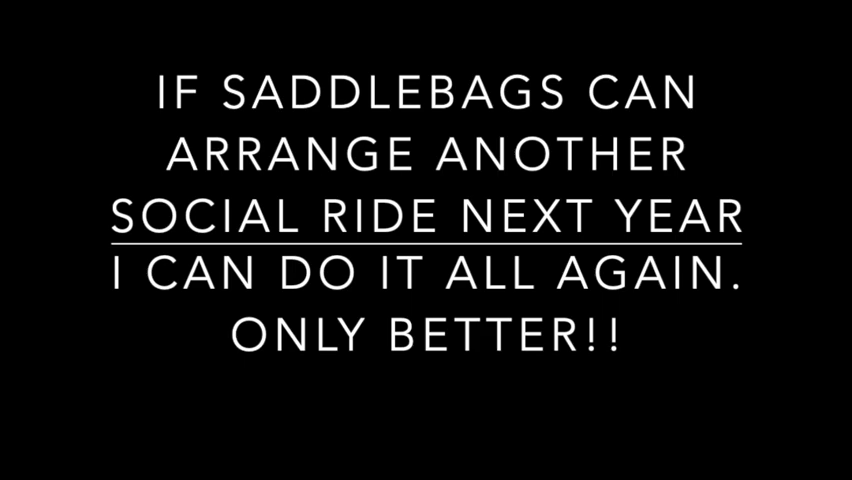 IF SADDLEBAGS CAN
ARRANGE ANOTHER
SOCIAL RIDE NEXT YEAR
I CAN DO IT ALL AGAIN.
ONLY BETTER!!